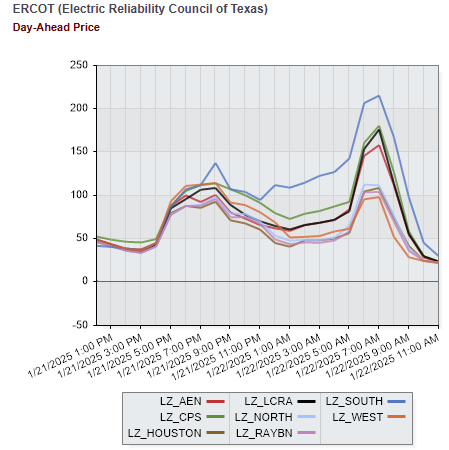 ERCOT (Electric Reliability Council of Texas)
Day-Ahead Price
250
200
150
100
50
0
-50
1/21/2025 1:00 PM
1/21/2025 3:00 PM
1/21/2025 5:00 PM
1/21/2025 7:00 PM
1/21/2025 9:00 PM
1/21/2025 11:00 PM
1/22/2025 1:00 AM
1/22/2025 3:00 AM
1/22/2025 5:00 AM
1/22/2025 7:00 AM
1/22/2025 9:00 AM
1/22/2025 11:00 AM
LZ_AEN LZ_LCRA LZ_SOUTH
LZ_CPS LZ_NORTH LZ_WEST
LZ_HOUSTON LZ_RAYBN